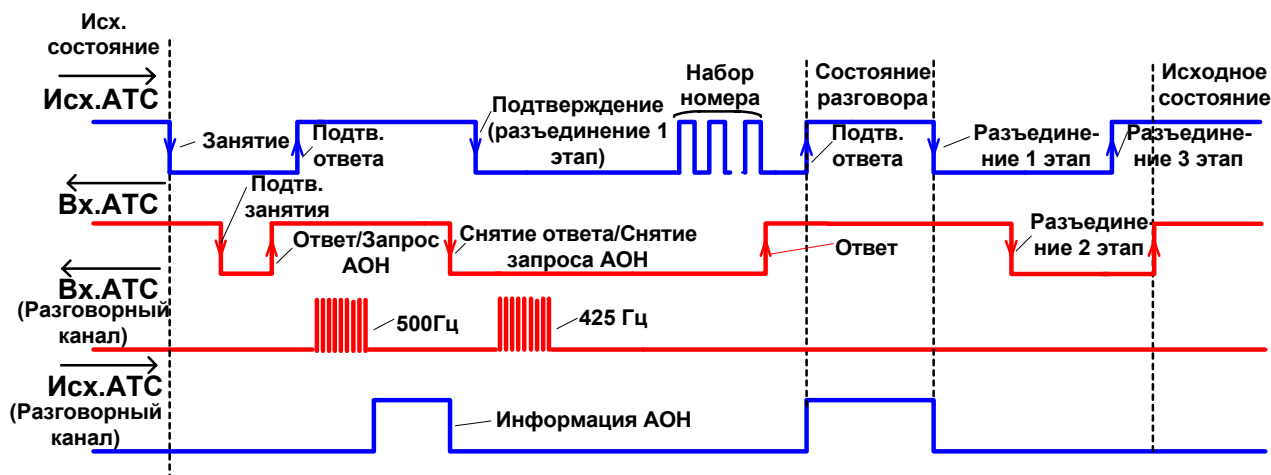 Исх.
состояние
Исх.АТС
Занятие
Подтв.
ответа
Подтверждение
(разъединение 1
этап)
Набор
номера
Состояние
разговора
Подтв.
ответа
Разъедине-
ние 1 этап
Исходное
состояние
Разъедине-
ние 3 этап
Вх.АТС
Подтв.
занятия
Ответ/Запрос
АОН
Снятие ответа/Снятие
запроса АОН
Ответ
Разъедине-
ние 2 этап
Вх.АТС
(Разговорный
канал)
500Гц
425 Гц
Исх.АТС
(Разговорный
канал)
Информация АОН